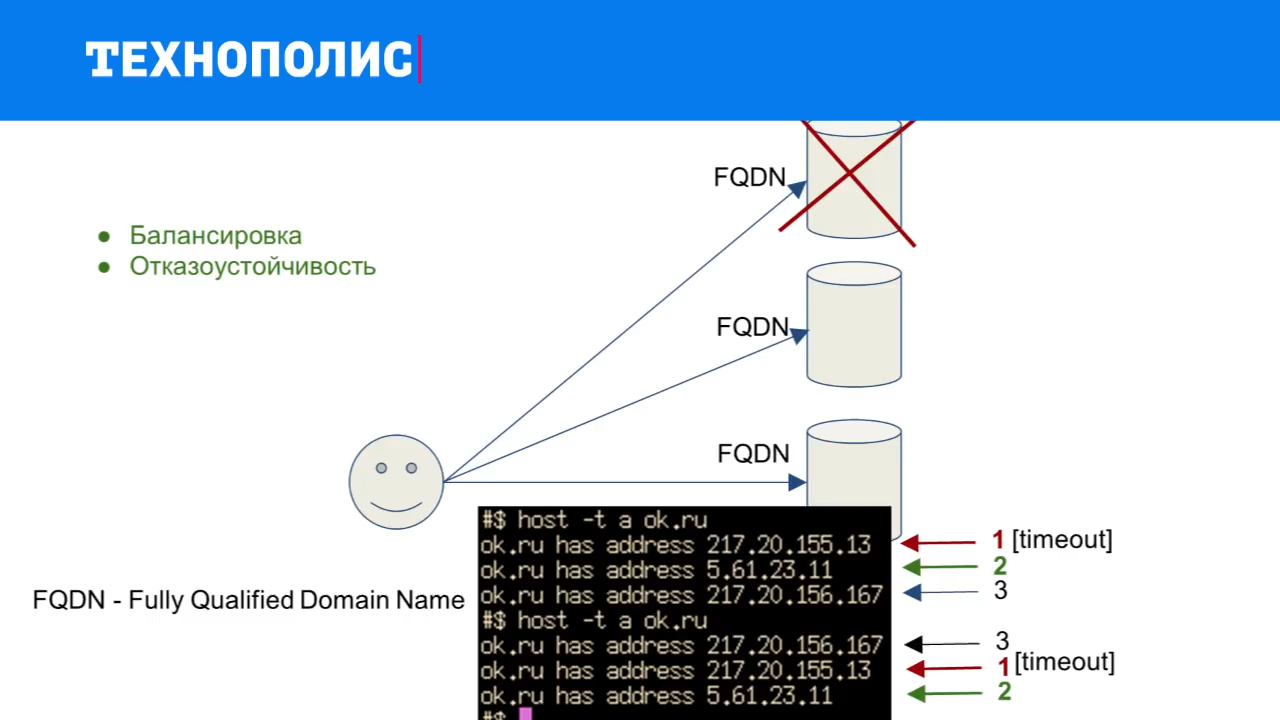 ТЕХНОПОЛИС
FQDN
Балансировка
Отказоустойчивость
FQDN
FQDN
#$ host -t a ok.ru
ok.ru has address 217.20.155.13
1 [timeout]
ok.ru has address 5.61.23.11
2
ok.ru has address 217.20.156.167
3
FQDN - Fully Qualified Domain Name
#$ host -t a ok.ru
ok.ru has address 217.20.156.167
3
ok.ru has address 217.20.155.13
1 [timeout]
ok.ru has address 5.61.23.11
2
#$